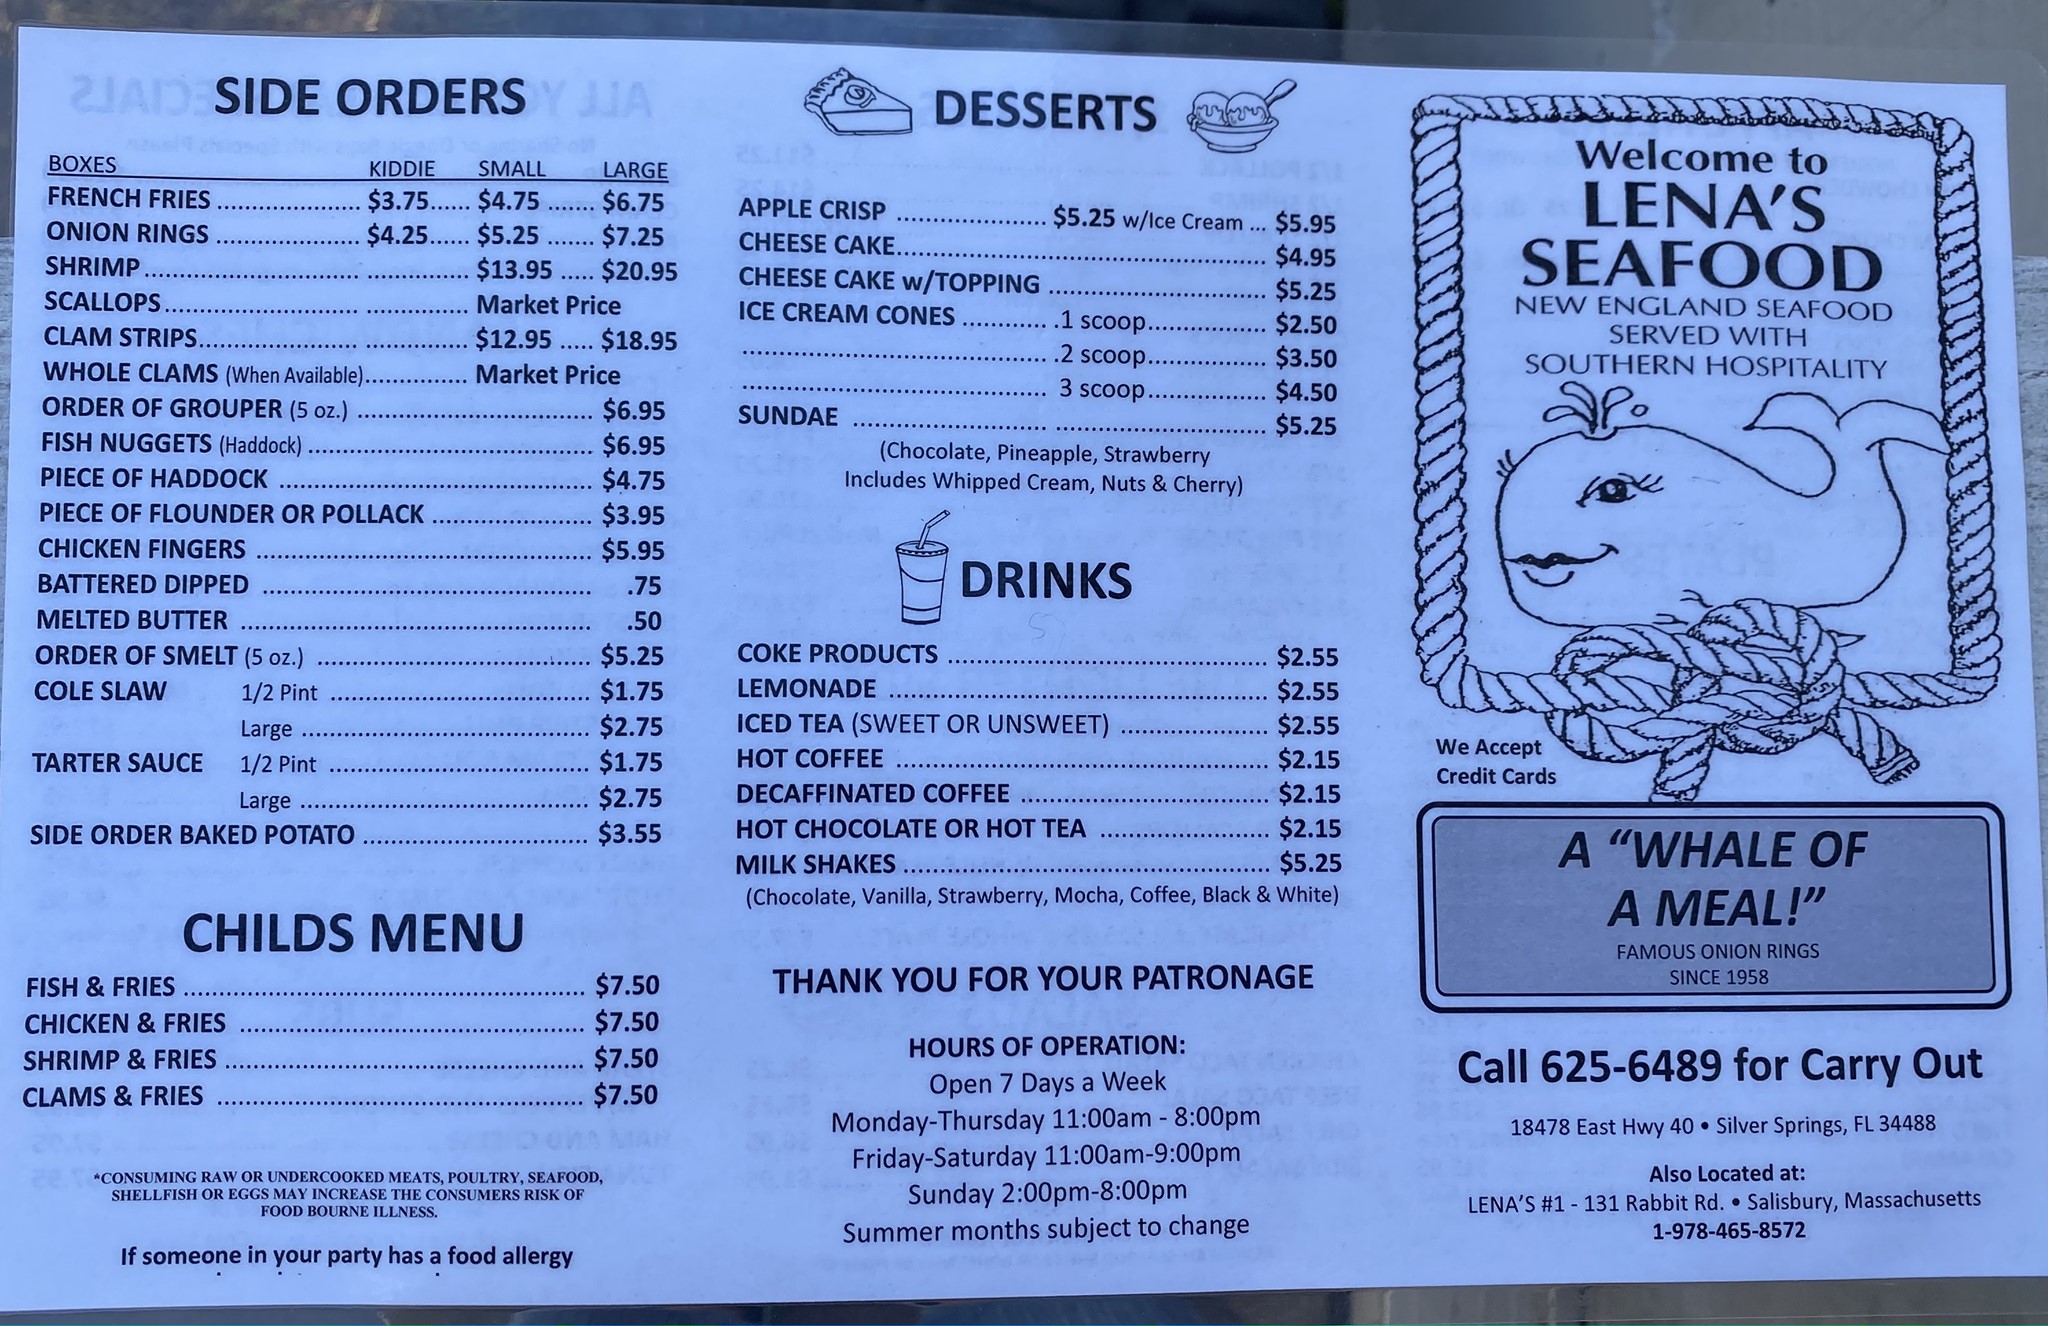 SIDE ORDERS
BOXES KIDDIE SMALL LARGE
FRENCH FRIES ..................... $3.75...... $4.75 ....... $6.75
ONION RINGS ..................... $4.25...... $5.25 ....... $7.25
SHRIMP................................. ............... $13.95 ..... $20.95
SCALLOPS.............................. ............... Market Price
CLAM STRIPS........................................ $12.95 ..... $18.95
WHOLE CLAMS (When Available)............... Market Price
ORDER OF GROUPER (5 oz.) ................................... $6.95
FISH NUGGETS (Haddock) .......................................... $6.95
PIECE OF HADDOCK .............................................. $4.75
PIECE OF FLOUNDER OR POLLACK ........................ $3.95
CHICKEN FINGERS .................................................. $5.95
BATTERED DIPPED ................................................. .75
MELTED BUTTER .................................................... .50
ORDER OF SMELT (5 oz.) ......................................... $5.25
COLE SLAW 1/2 Pint ....................................... $1.75
Large ........................................... $2.75
TARTER SAUCE 1/2 Pint ....................................... $1.75
Large ........................................... $2.75
SIDE ORDER BAKED POTATO .................................. $3.55
CHILDS MENU
FISH & FRIES ............................................................ $7.50
CHICKEN & FRIES .................................................... $7.50
SHRIMP & FRIES ...................................................... $7.50
CLAMS & FRIES ....................................................... $7.50
*CONSUMING RAW OR UNDERCOOKED MEATS, POULTRY, SEAFOOD,
SHELLFISH OR EGGS MAY INCREASE THE CONSUMERS RISK OF
FOOD BOURNE ILLNESS.
If someone in your party has a food allergy
DESSERTS
APPLE CRISP ...................... $5.25 w/Ice Cream ... $5.95
CHEESE CAKE....................................................... $4.95
CHEESE CAKE w/TOPPING ................................ $5.25
ICE CREAM CONES ............ .1 scoop................. $2.50
............................................. .2 scoop................. $3.50
............................................. 3 scoop................. $4.50
SUNDAE ............................ ............................... $5.25
(Chocolate, Pineapple, Strawberry
Includes Whipped Cream, Nuts & Cherry)
DRINKS
COKE PRODUCTS ............................................... $2.55
LEMONADE ........................................................ $2.55
ICED TEA (SWEET OR UNSWEET) ...................... $2.55
HOT COFFEE ....................................................... $2.15
DECAFFINATED COFFEE .................................... $2.15
HOT CHOCOLATE OR HOT TEA ......................... $2.15
MILK SHAKES ...................................................... $5.25
(Chocolate, Vanilla, Strawberry, Mocha, Coffee, Black & White)
THANK YOU FOR YOUR PATRONAGE
HOURS OF OPERATION:
Open 7 Days a Week
Monday-Thursday 11:00am - 8:00pm
Friday-Saturday 11:00am-9:00pm
Sunday 2:00pm-8:00pm
Summer months subject to change
Welcome to
LENA'S
SEAFOOD
NEW ENGLAND SEAFOOD
SERVED WITH
SOUTHERN HOSPITALITY
We Accept
Credit Cards
A "WHALE OF
A MEAL!"
FAMOUS ONION RINGS
SINCE 1958
Call 625-6489 for Carry Out
18478 East Hwy 40 • Silver Springs, FL 34488
Also Located at:
LENA'S #1 - 131 Rabbit Rd. • Salisbury, Massachusetts
1-978-465-8572